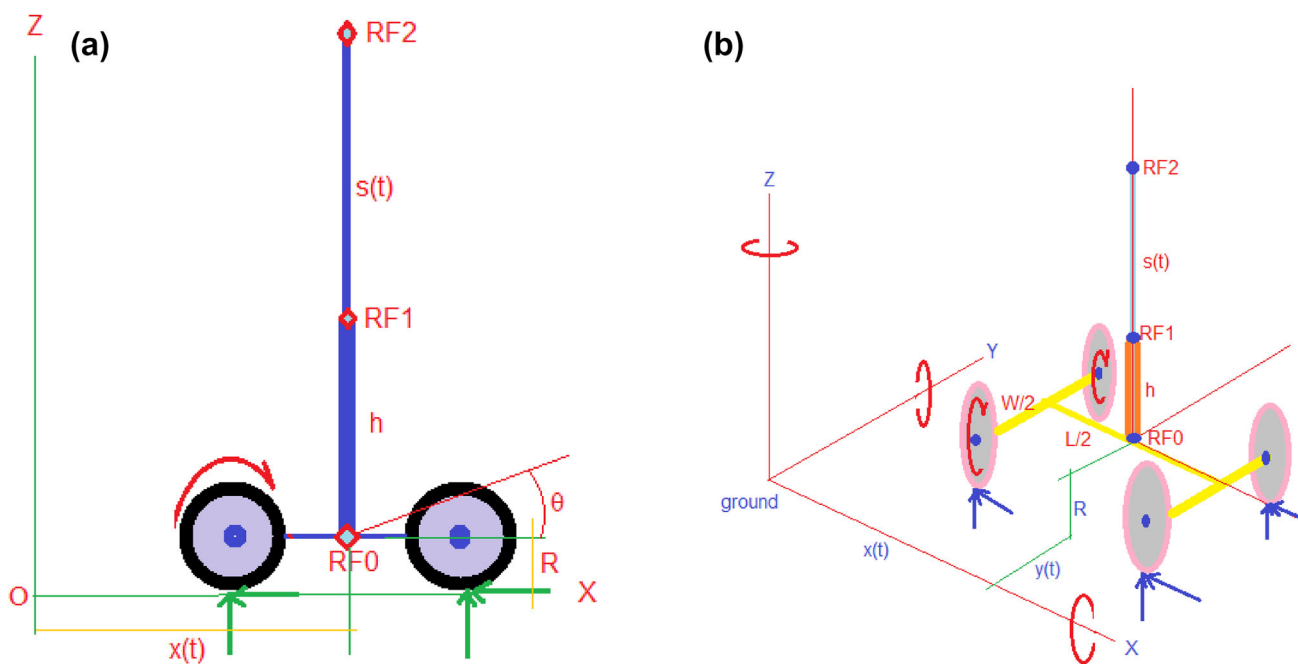 (a)
Z
RF2
s(t)
RF1
h
θ
RF0
R
O
X
x(t)
(b)
RF2
Z
s(t)
RF1
Y
h
W/2
L/2
RF0
ground
R
x(t)
y(t)
X